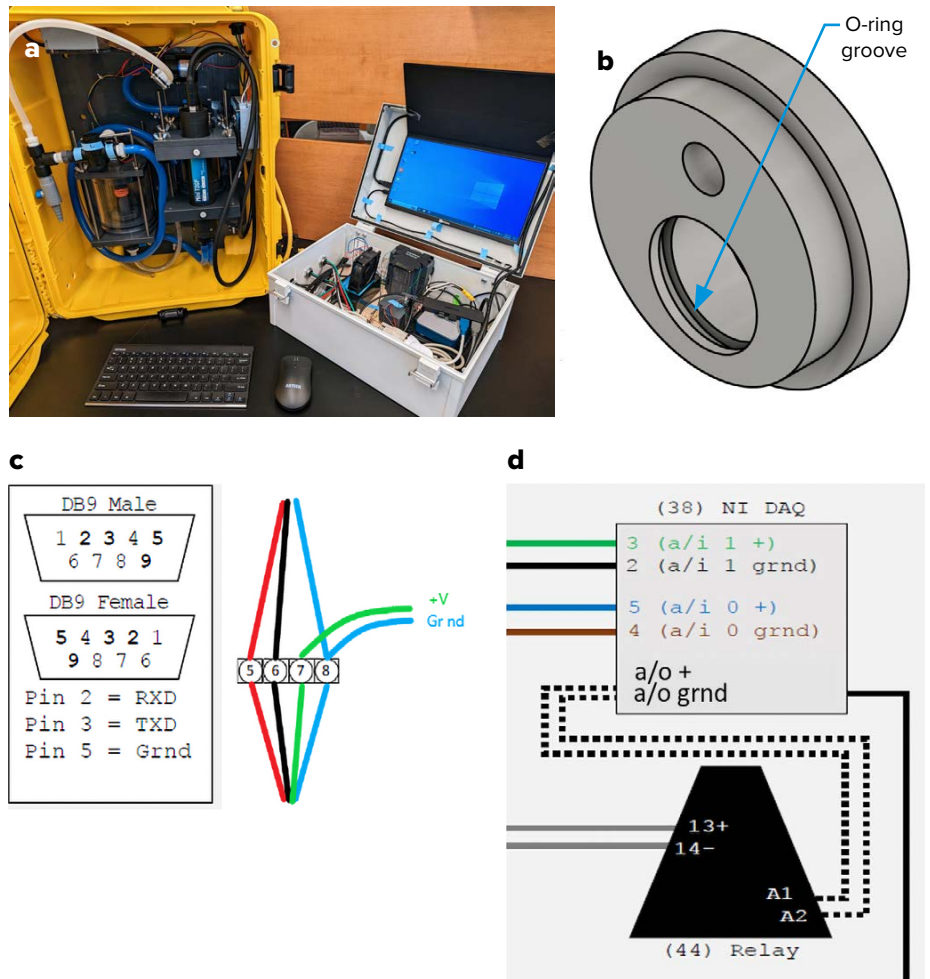 a
b
O-ring
groove
c
DB9 Male
1 2 3 4 5
6 7 8 9
DB9 Female
5 4 3 2 1
9 8 7 6
Pin 2 = RXD
Pin 3 = TXD
Pin 5 = Grnd
+V
Grnd
5 6 7 8
d
(38) NI DAQ
3 (a/i 1 +)
2 (a/i 1 grnd)
5 (a/i 0 +)
4 (a/i 0 grnd)
a/o +
a/o grnd
13+
14-
A1
A2
(44) Relay